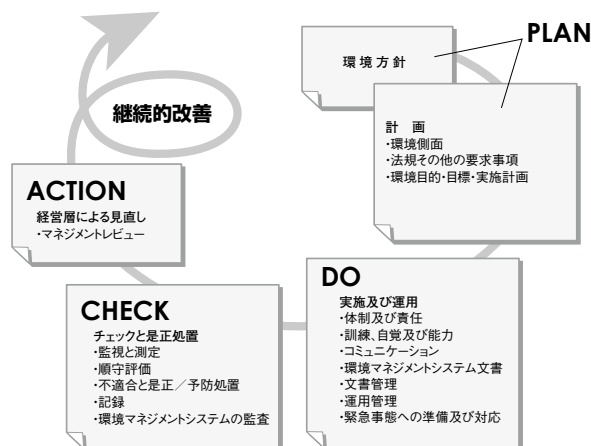 PLAN
環境方針
計　画
・環境側面
・法規その他の要求事項
・環境目的・目標・実施計画
DO
実施及び運用
・体制及び責任
・訓練、自覚及び能力
・コミュニケーション
・環境マネジメントシステム文書
・文書管理
・運用管理
・緊急事態への準備及び対応
CHECK
チェックと是正処置
・監視と測定
・順守評価
・不適合と是正／予防処置
・記録
・環境マネジメントシステムの監査
ACTION
経営層による見直し
・マネジメントレビュー
継続的改善